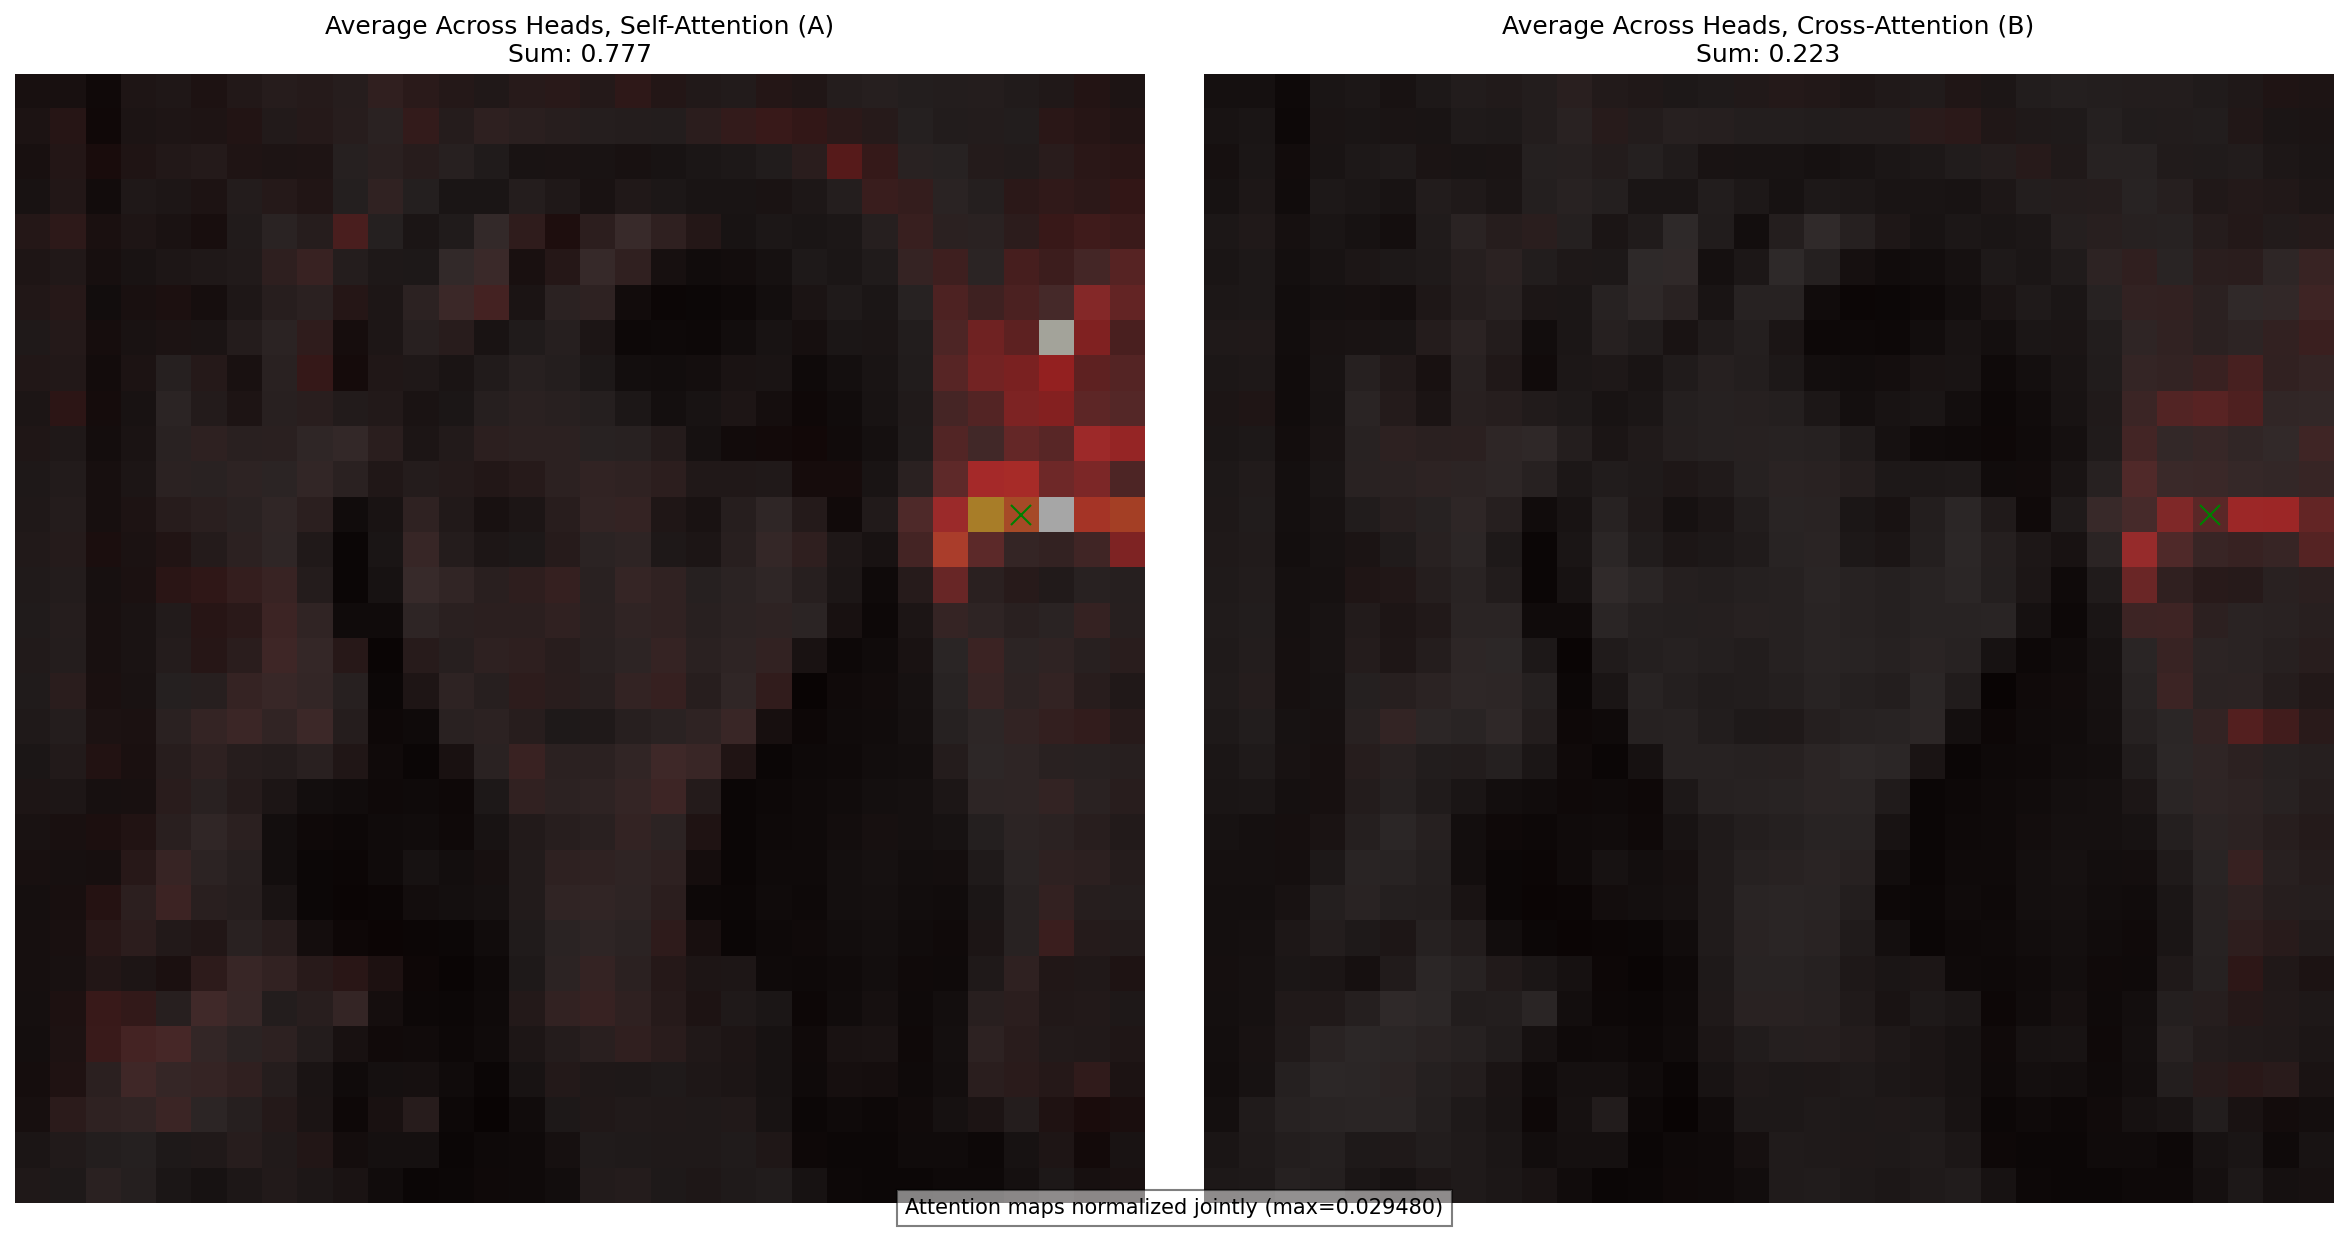 Average Across Heads, Self-Attention (A)
Sum: 0.777
Average Across Heads, Cross-Attention (B)
Sum: 0.223
Attention maps normalized jointly (max=0.029480)